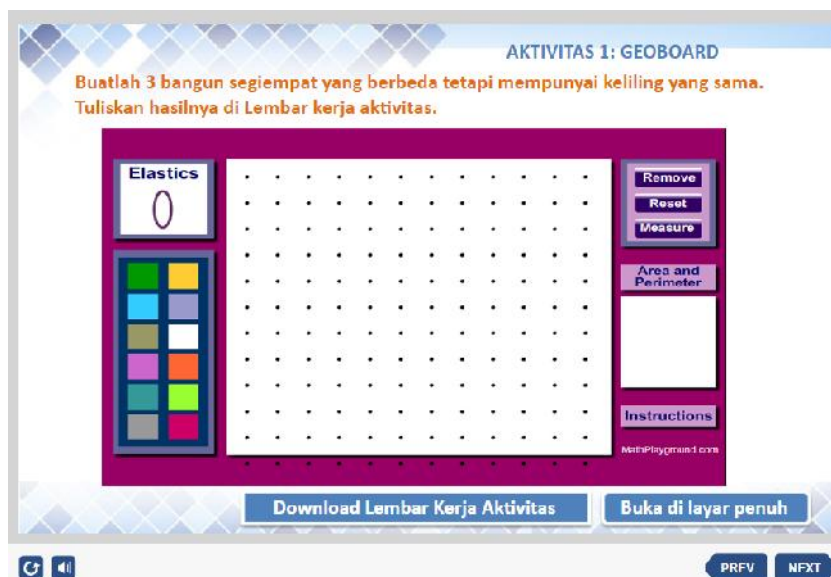 AKTIVITAS 1: GEOBOARD
Buatlah 3 bangun segiempat yang berbeda tetapi mempunyai keliling yang sama.
Tuliskan hasilnya di Lembar kerja aktivitas.
Elastics
Remove
Reset
Measure
Area and
Perimeter
Instructions
MathPlayground.com
Download Lembar Kerja Aktivitas
Buka di layar penuh
PREV
NEXT